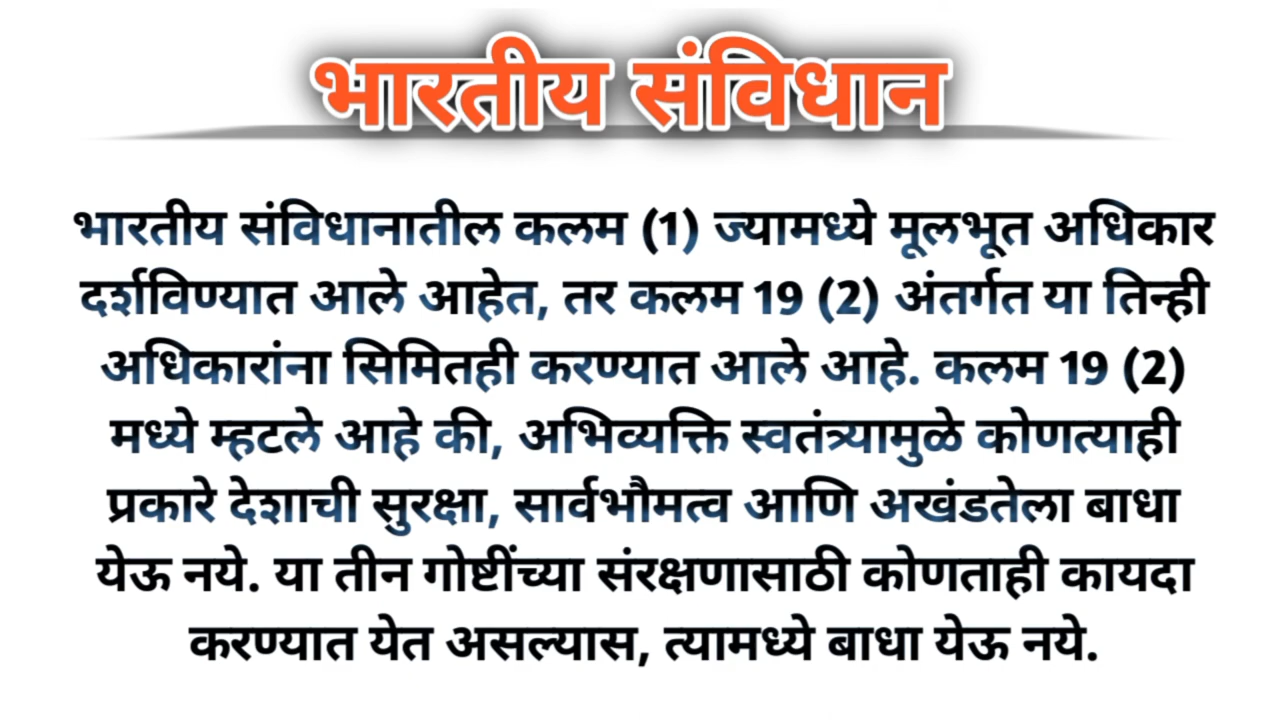 भारतीय संविधान
भारतीय संविधानातील कलम (1) ज्यामध्ये मूलभूत अधिकार
दर्शविण्यात आले आहेत, तर कलम 19 (2) अंतर्गत या तिन्ही
अधिकारांना सिमितही करण्यात आले आहे. कलम 19 (2)
मध्ये म्हटले आहे की, अभिव्यक्ति स्वतंत्र्यामुळे कोणत्याही
प्रकारे देशाची सुरक्षा, सार्वभौमत्व आणि अखंडतेला बाधा
येऊ नये. या तीन गोष्टींच्या संरक्षणासाठी कोणताही कायदा
करण्यात येत असल्यास, त्यामध्ये बाधा येऊ नये.